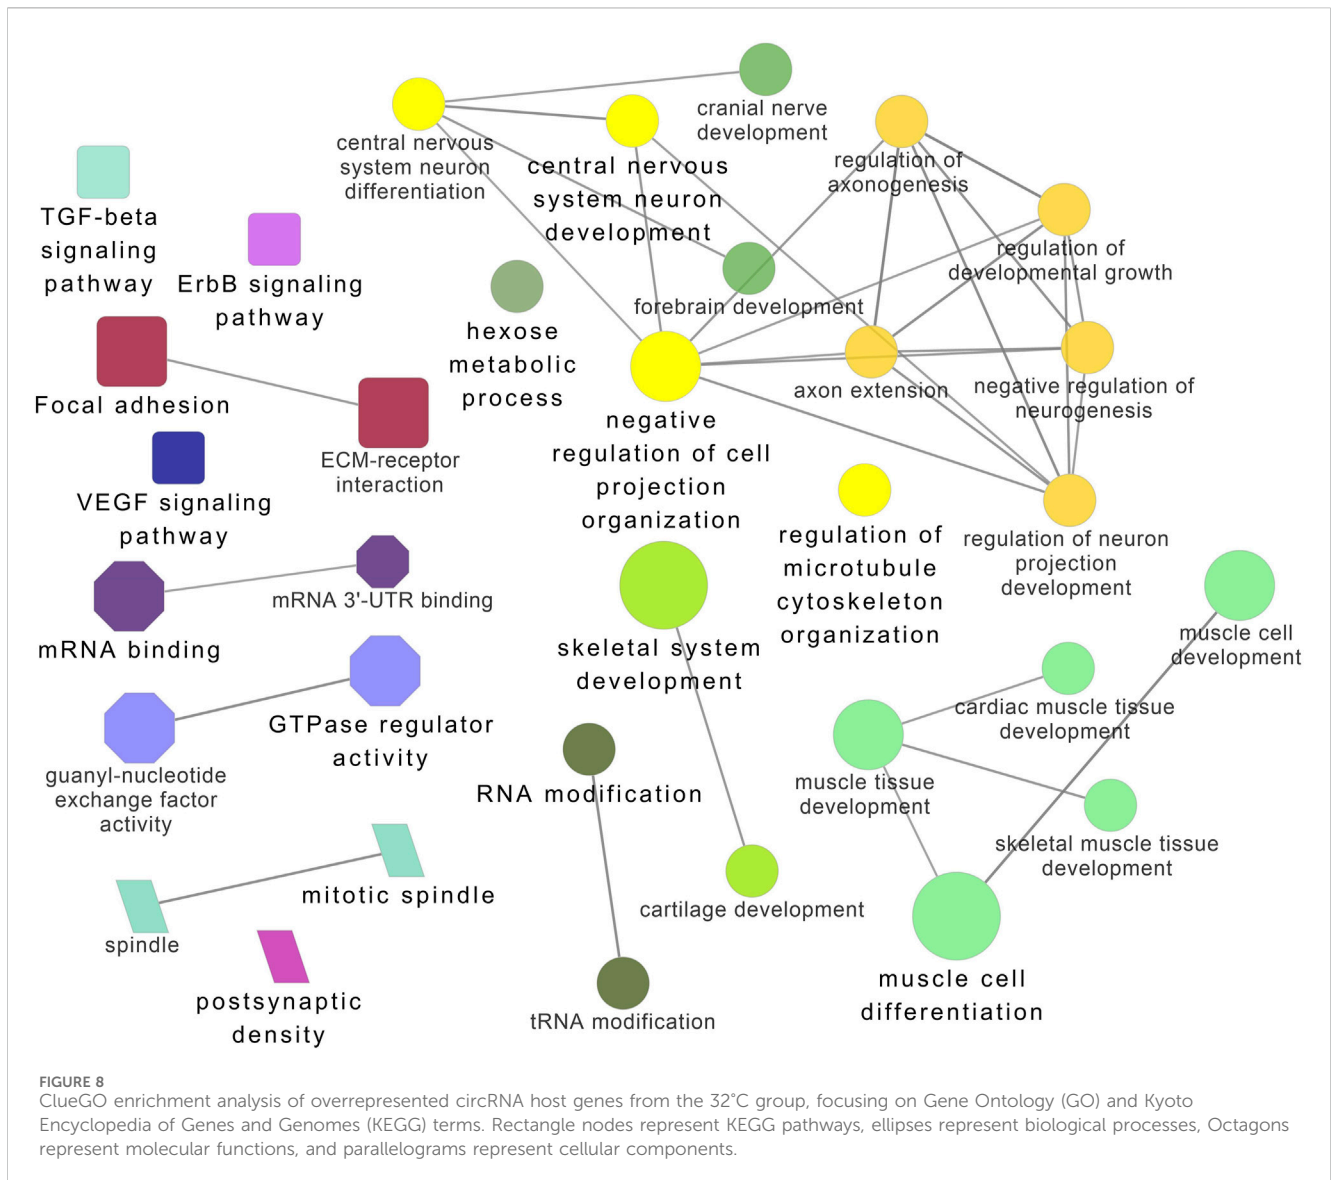 cranial nerve
development
central nervous
system neuron
differentiation
central nervous
system neuron
development
regulation of
axonogenesis
TGF-beta
signaling
pathway
ErbB signaling
pathway
regulation of
developmental growth
forebrain development
hexose
metabolic
process
Focal adhesion
axon extension
negative regulation of
neurogenesis
negative
regulation of cell
projection
organization
ECM-receptor
interaction
VEGF signaling
pathway
regulation of
microtubule
cytoskeleton
organization
regulation of neuron
projection
development
mRNA 3'-UTR binding
mRNA binding
skeletal system
development
muscle cell
development
cardiac muscle tissue
development
GTPase regulator
activity
guanyl-nucleotide
exchange factor
activity
RNA modification
muscle tissue
development
skeletal muscle tissue
development
mitotic spindle
spindle
cartilage development
postsynaptic
density
tRNA modification
muscle cell
differentiation
FIGURE 8
ClueGO enrichment analysis of overrepresented circRNA host genes from the 32°C group, focusing on Gene Ontology (GO) and Kyoto
Encyclopedia of Genes and Genomes (KEGG) terms. Rectangle nodes represent KEGG pathways, ellipses represent biological processes, Octagons
represent molecular functions, and parallelograms represent cellular components.